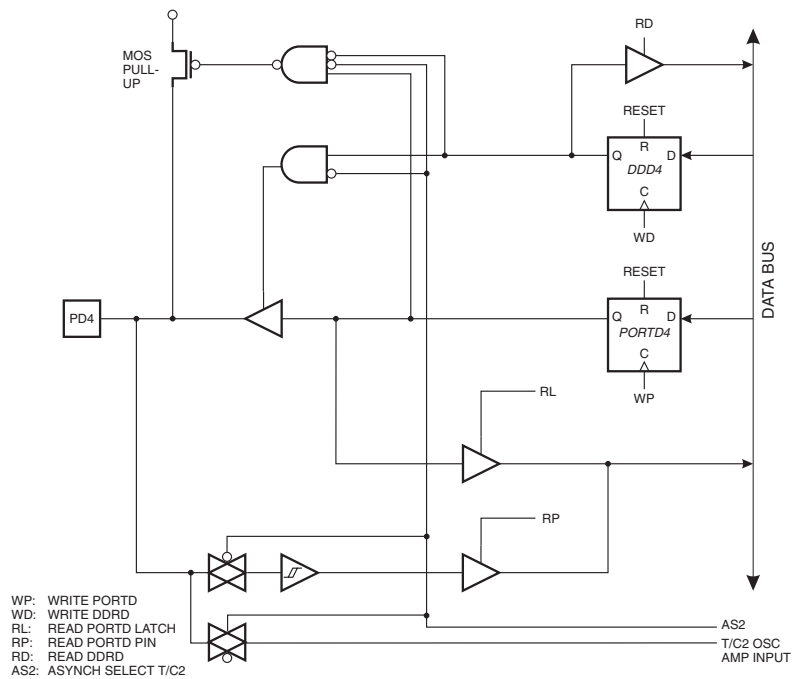 RD
MOS
PULL-
UP
RESET
R
Q
D
DDD4
C
WD
DATA BUS
RESET
PD4
R
Q
D
PORTD4
C
WP
RL
RP
WP: WRITE PORTD
WD: WRITE DDRD
RL: READ PORTD LATCH
RP: READ PORTD PIN
RD: READ DDRD
AS2: ASYNCH SELECT T/C2
AS2
T/C2 OSC
AMP INPUT